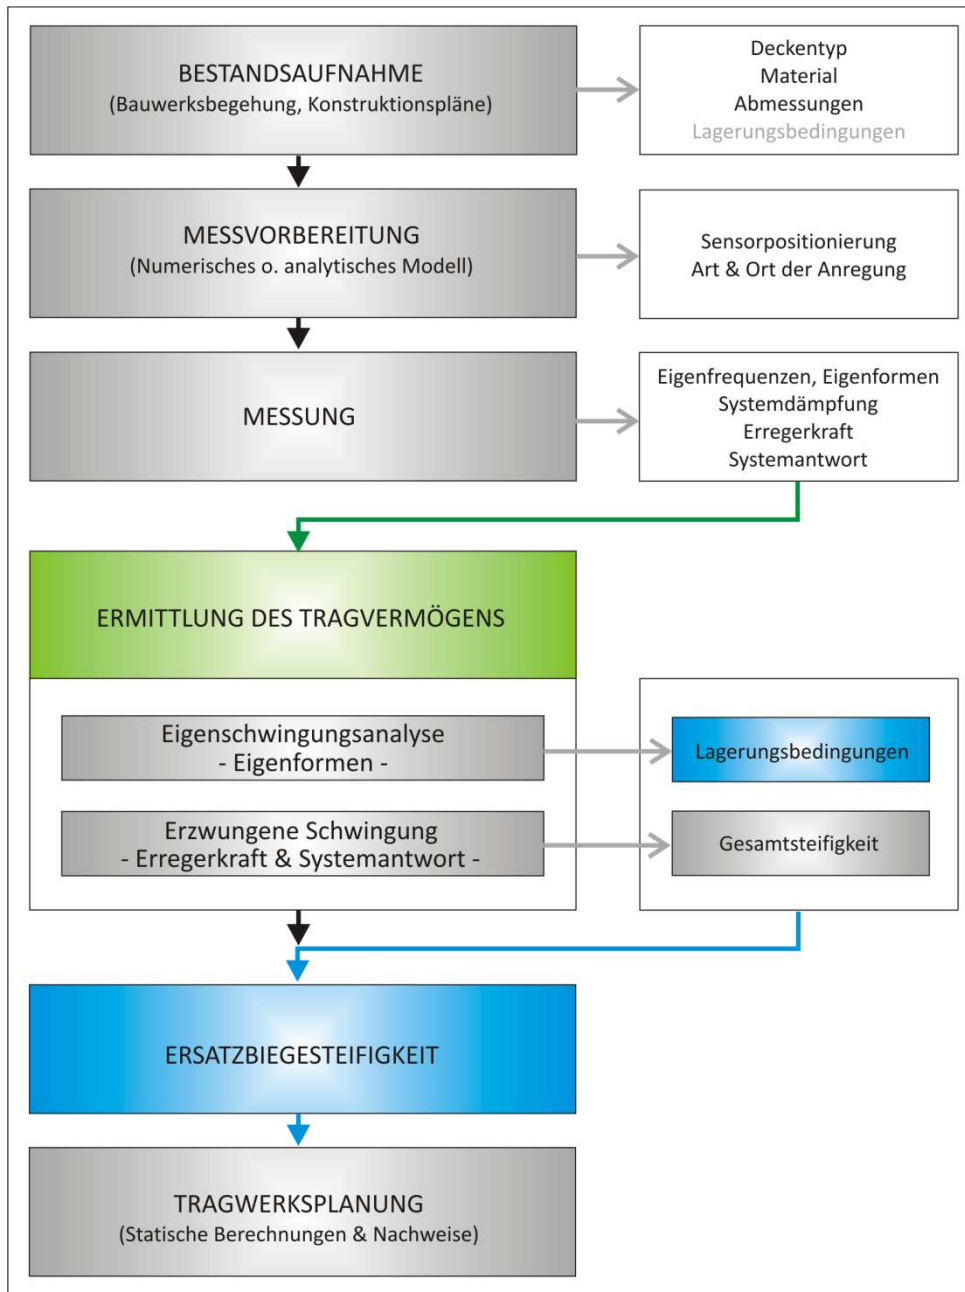 BESTANDSAUFNAHME
(Bauwerksbegehung, Konstruktionspläne)
Deckentyp
Material
Abmessungen
Lagerungsbedingungen
MESSVORBEREITUNG
(Numerisches o. analytisches Modell)
Sensorpositionierung
Art & Ort der Anregung
MESSUNG
Eigenfrequenzen, Eigenformen
Systemdämpfung
Erregerkraft
Systemantwort
ERMITTLUNG DES TRAGVERMÖGENS
Eigenschwingungsanalyse
- Eigenformen -
Lagerungsbedingungen
Erzwungene Schwingung
- Erregerkraft & Systemantwort -
Gesamtsteifigkeit
ERSATZBIEGESTEIFIGKEIT
TRAGWERKSPLANUNG
(Statische Berechnungen & Nachweise)